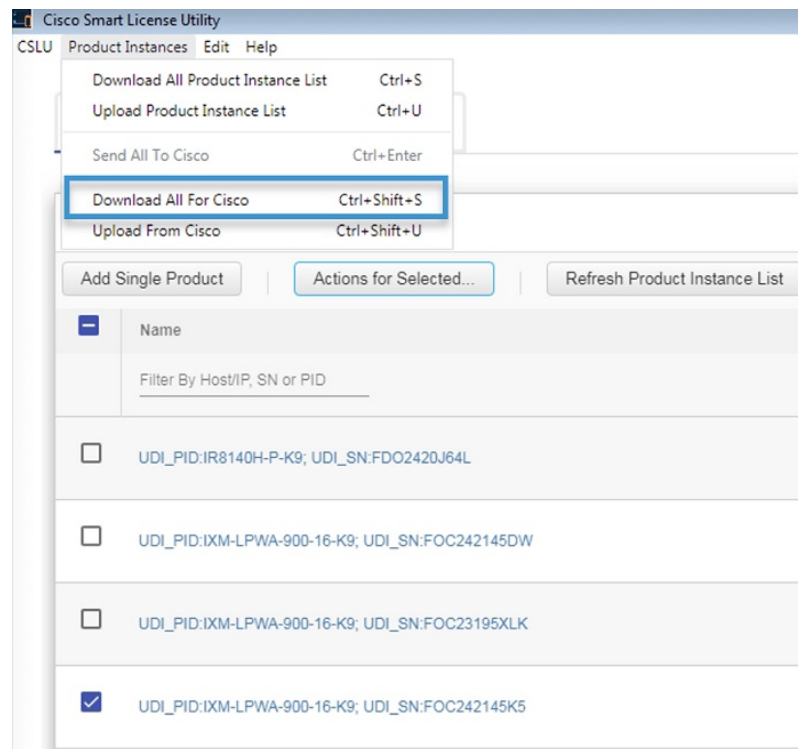 Cisco Smart License Utility
CSLU Product Instances Edit Help
Download All Product Instance List Ctrl+S
Upload Product Instance List Ctrl+U
Send All To Cisco Ctrl+Enter
Download All For Cisco Ctrl+Shift+S
Upload From Cisco Ctrl+Shift+U
Add Single Product Actions for Selected... Refresh Product Instance List
Name
Filter By Host/IP, SN or PID
UDI_PID:IR8140H-P-K9; UDI_SN:FDO2420J64L
UDI_PID:IXM-LPWA-900-16-K9; UDI_SN:FOC242145DW
UDI_PID:IXM-LPWA-900-16-K9; UDI_SN:FOC23195XLK
UDI_PID:IXM-LPWA-900-16-K9; UDI_SN:FOC242145K5